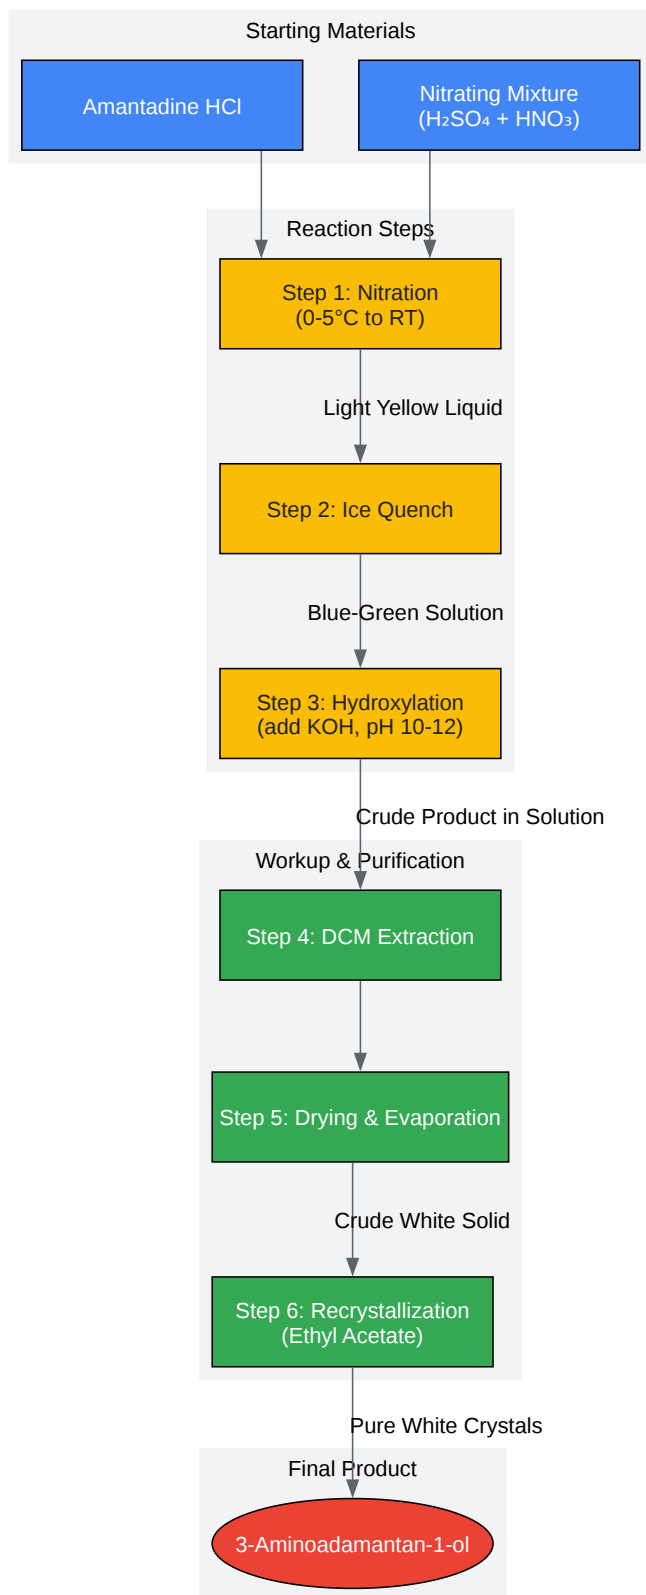 Starting Materials
Amantadine HCl
Nitrating Mixture
(H₂SO₄ + HNO₃)
Reaction Steps
Step 1: Nitration
(0-5°C to RT)
Light Yellow Liquid
Step 2: Ice Quench
Blue-Green Solution
Step 3: Hydroxylation
(add KOH, pH 10-12)
Crude Product in Solution
Workup & Purification
Step 4: DCM Extraction
Step 5: Drying & Evaporation
Crude White Solid
Step 6: Recrystallization
(Ethyl Acetate)
Pure White Crystals
Final Product
3-Aminoadamantan-1-ol